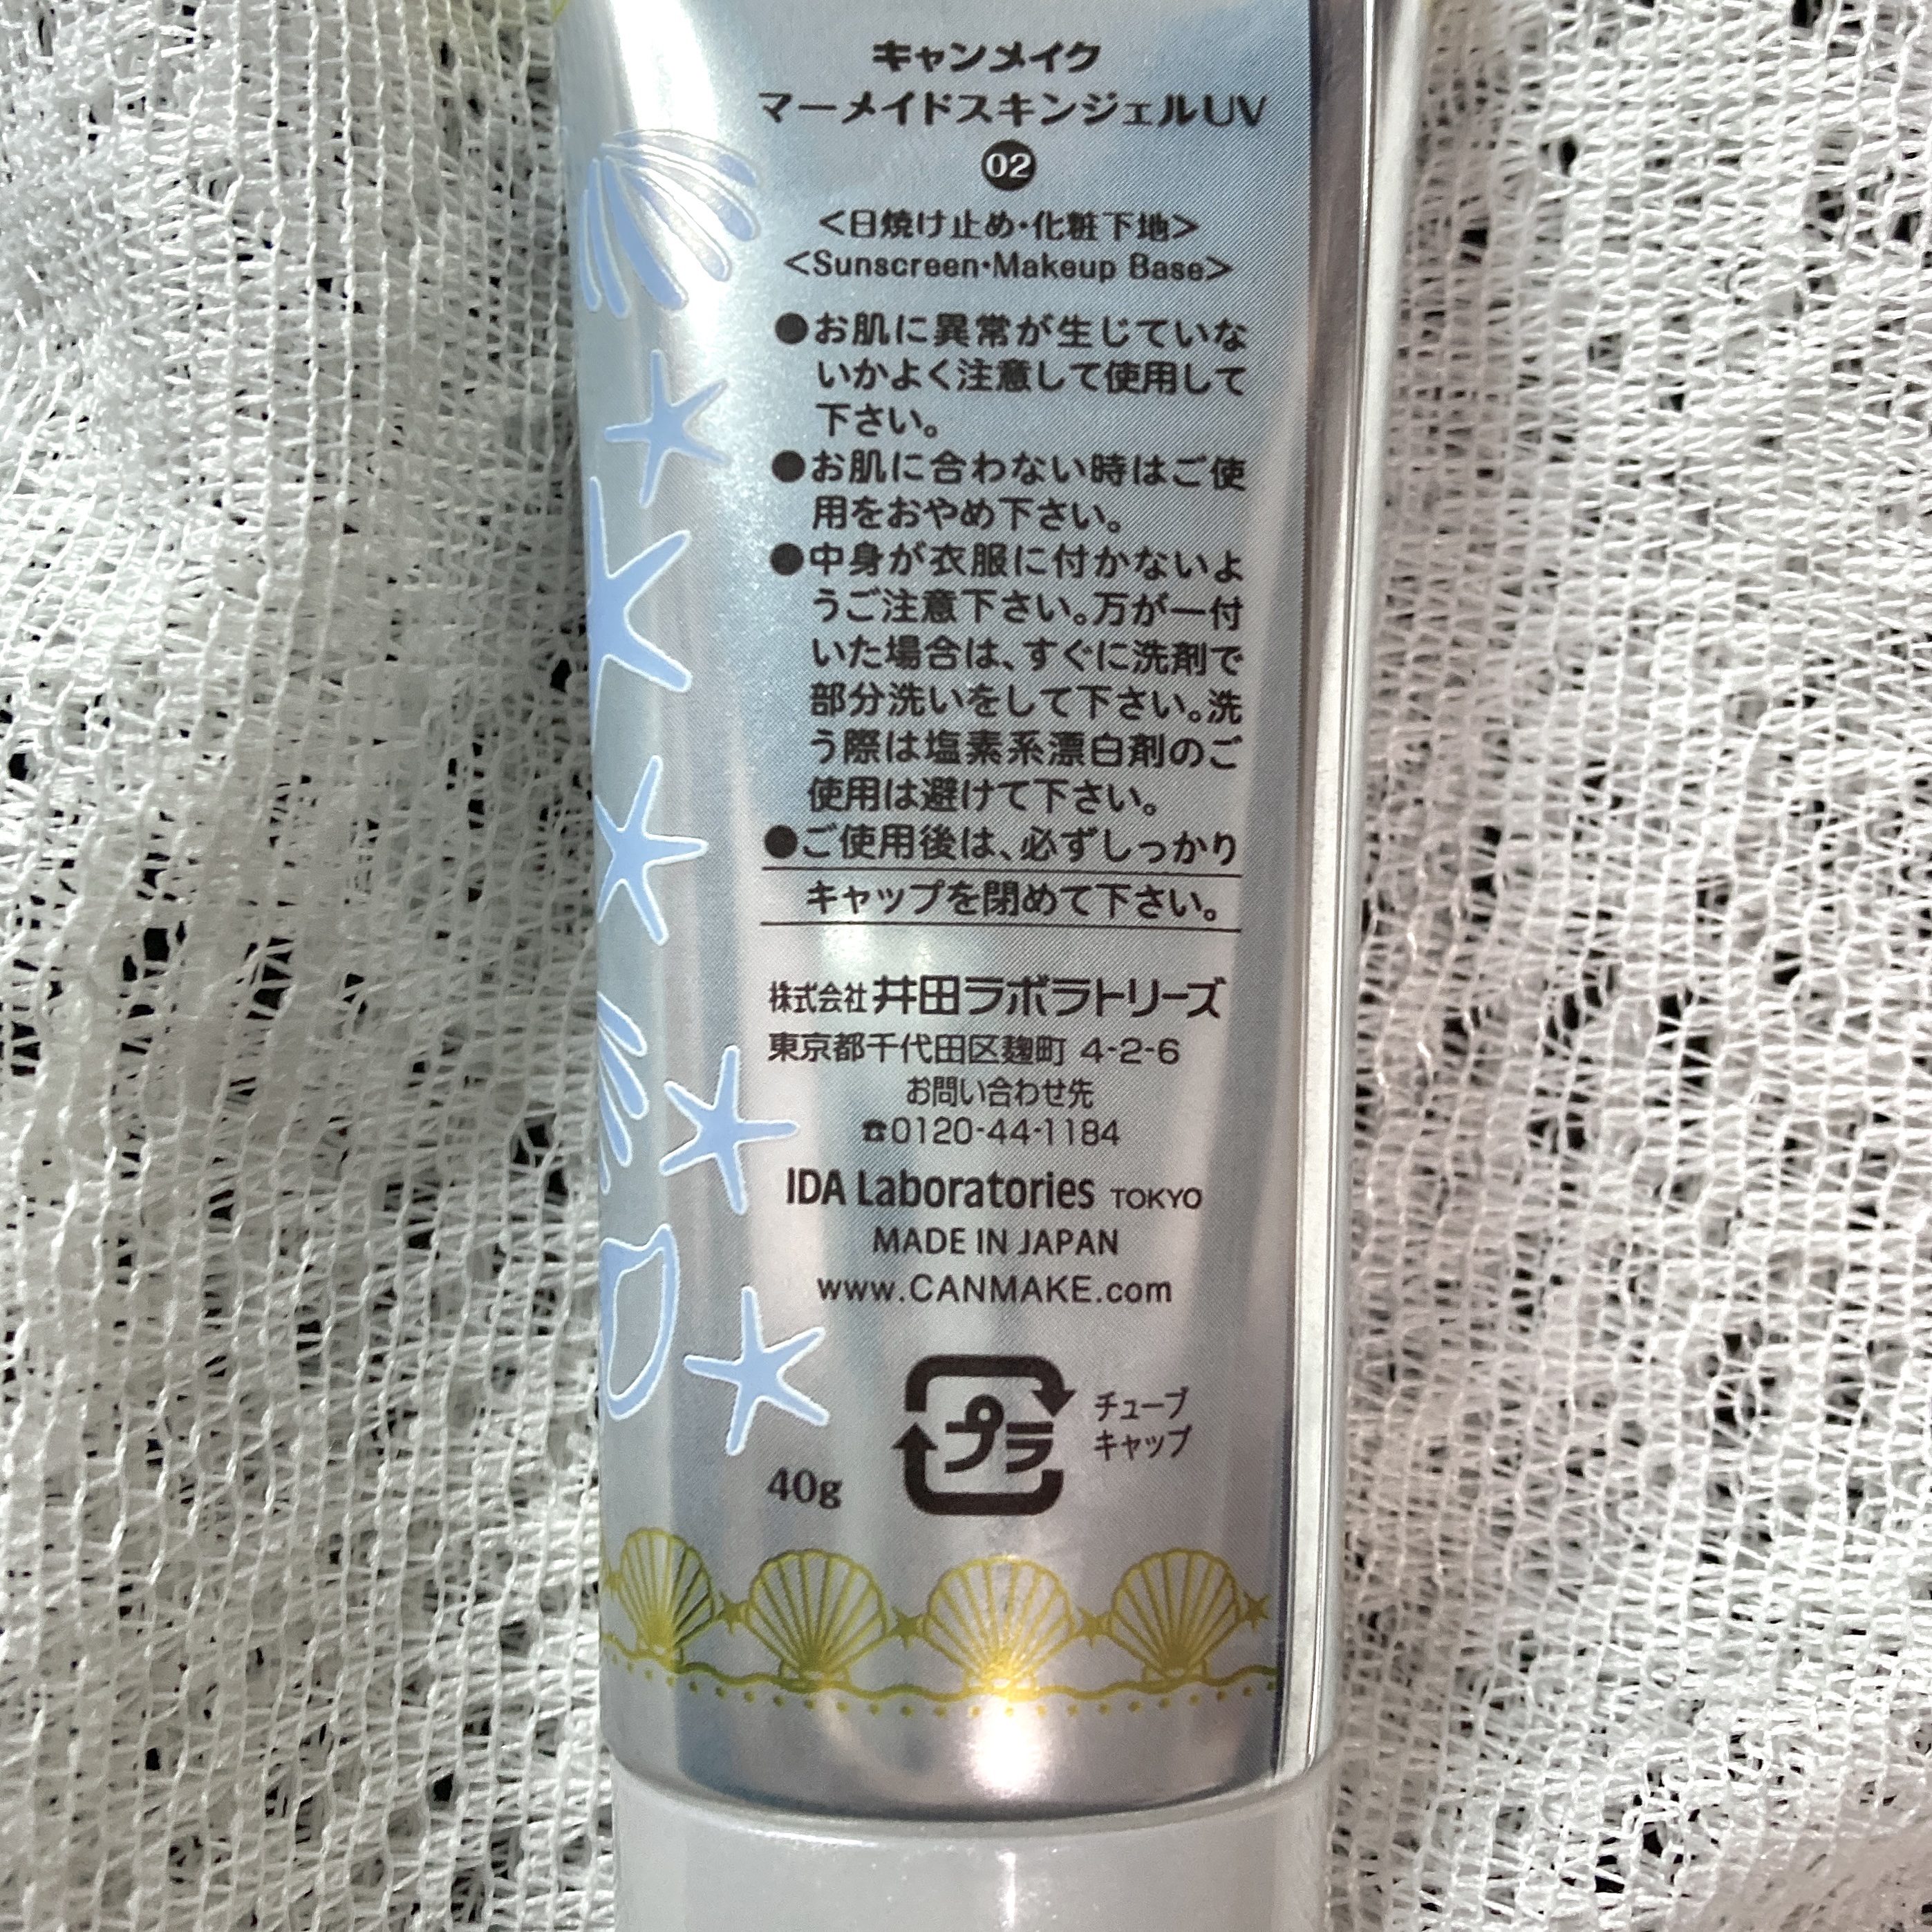 キャンメイク
マーメイドスキンジェルUV
02
<日焼け止め・化粧下地>
<Sunscreen・Makeup Base>
●お肌に異常が生じていな
いかよく注意して使用して
下さい。
●お肌に合わない時はご使
用をおやめ下さい。
●中身が衣服に付かないよ
うご注意下さい。万が一付
いた場合は、すぐに洗剤で
部分洗いをして下さい。洗
う際は塩素系漂白剤のご
使用は避けて下さい。
●ご使用後は、必ずしっかり
キャップを閉めて下さい。
株式会社 井田ラボラトリーズ
東京都千代田区麹町 4-2-6
お問い合わせ先
☎0120-44-1184
IDA Laboratories TOKYO
MADE IN JAPAN
www.CANMAKE.com
プラ
チューブ
キャップ
40g